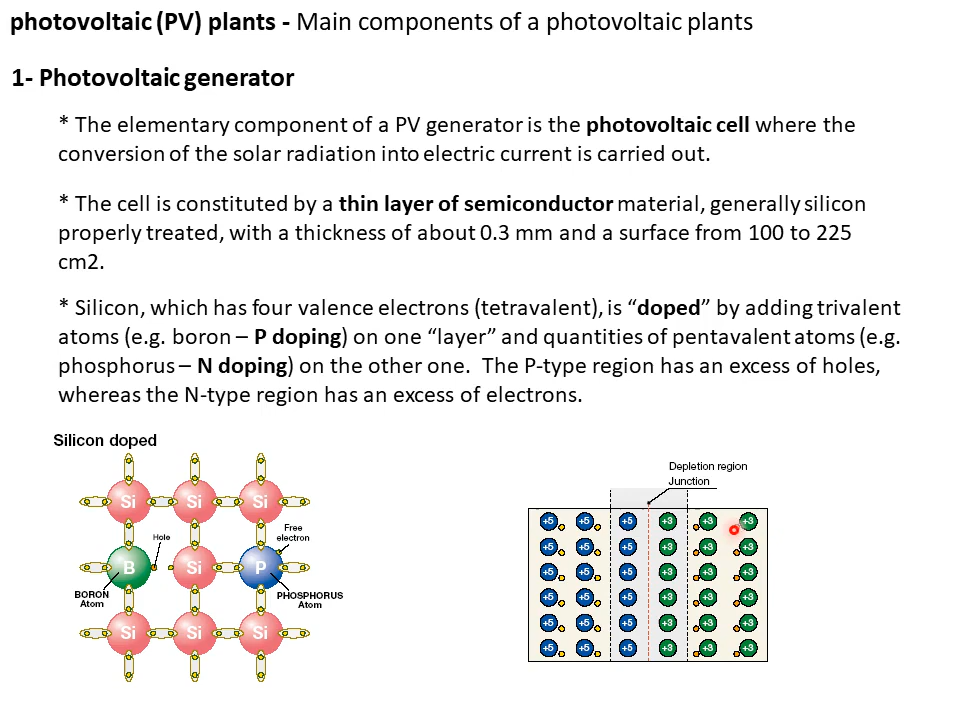 photovoltaic (PV) plants - Main components of a photovoltaic plants
1- Photovoltaic generator
* The elementary component of a PV generator is the photovoltaic cell where the
conversion of the solar radiation into electric current is carried out.
* The cell is constituted by a thin layer of semiconductor material, generally silicon
properly treated, with a thickness of about 0.3 mm and a surface from 100 to 225
cm2.
* Silicon, which has four valence electrons (tetravalent), is “doped” by adding trivalent
atoms (e.g. boron – P doping) on one “layer” and quantities of pentavalent atoms (e.g.
phosphorus – N doping) on the other one. The P-type region has an excess of holes,
whereas the N-type region has an excess of electrons.
Silicon doped
Si Si Si
Hole
Free
electron
B Si P
BORON
Atom
PHOSPHORUS
Atom
Si Si Si
Depletion region
Junction
+5 +5 +5 +3 +3 +3
+5 +5 +5 +3 +3 +3
+5 +5 +5 +3 +3 +3
+5 +5 +5 +3 +3 +3
+5 +5 +5 +3 +3 +3
+5 +5 +5 +3 +3 +3